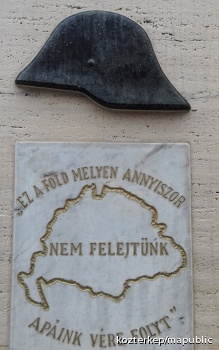 „EZ A FÖLD MELYEN ANNYISZOR
NEM FELEJTÜNK
APÁINK VÉRE FOLYT”
kozterkep/mapublic